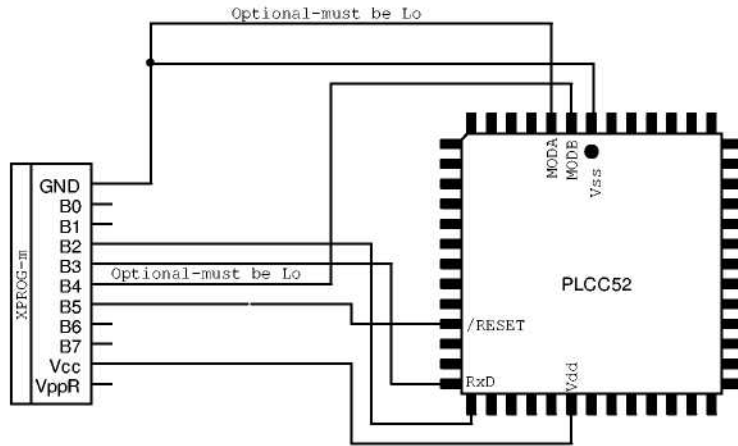 Optional-must be Lo
XPROG-m
GND
B0
B1
B2
B3
Optional-must be Lo
B4
B5
B6
B7
Vcc
VppR
MODA
MODB
Vss
PLCC52
/RESET
RxD
Vdd